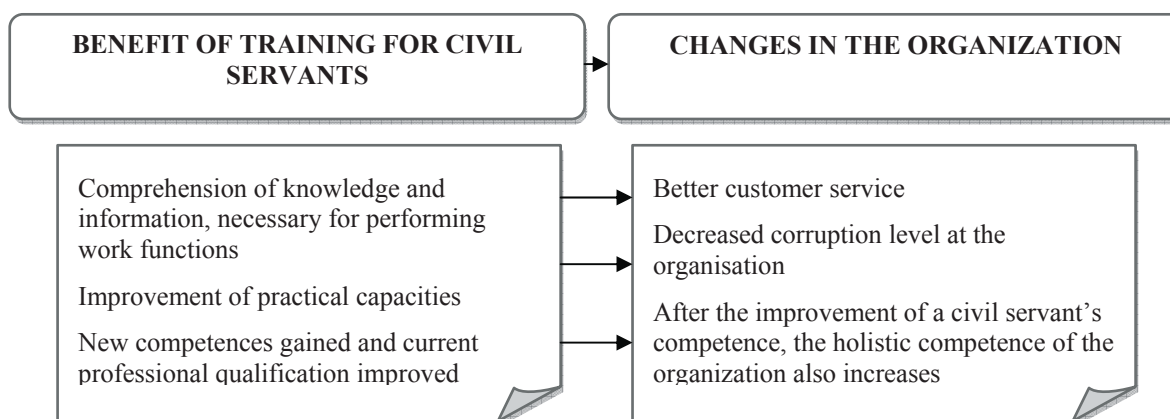 BENEFIT OF TRAINING FOR CIVIL
SERVANTS
CHANGES IN THE ORGANIZATION
Comprehension of knowledge and
information, necessary for performing
work functions
Improvement of practical capacities
New competences gained and current
professional qualification improved
Better customer service
Decreased corruption level at the
organisation
After the improvement of a civil servant's
competence, the holistic competence of the
organization also increases